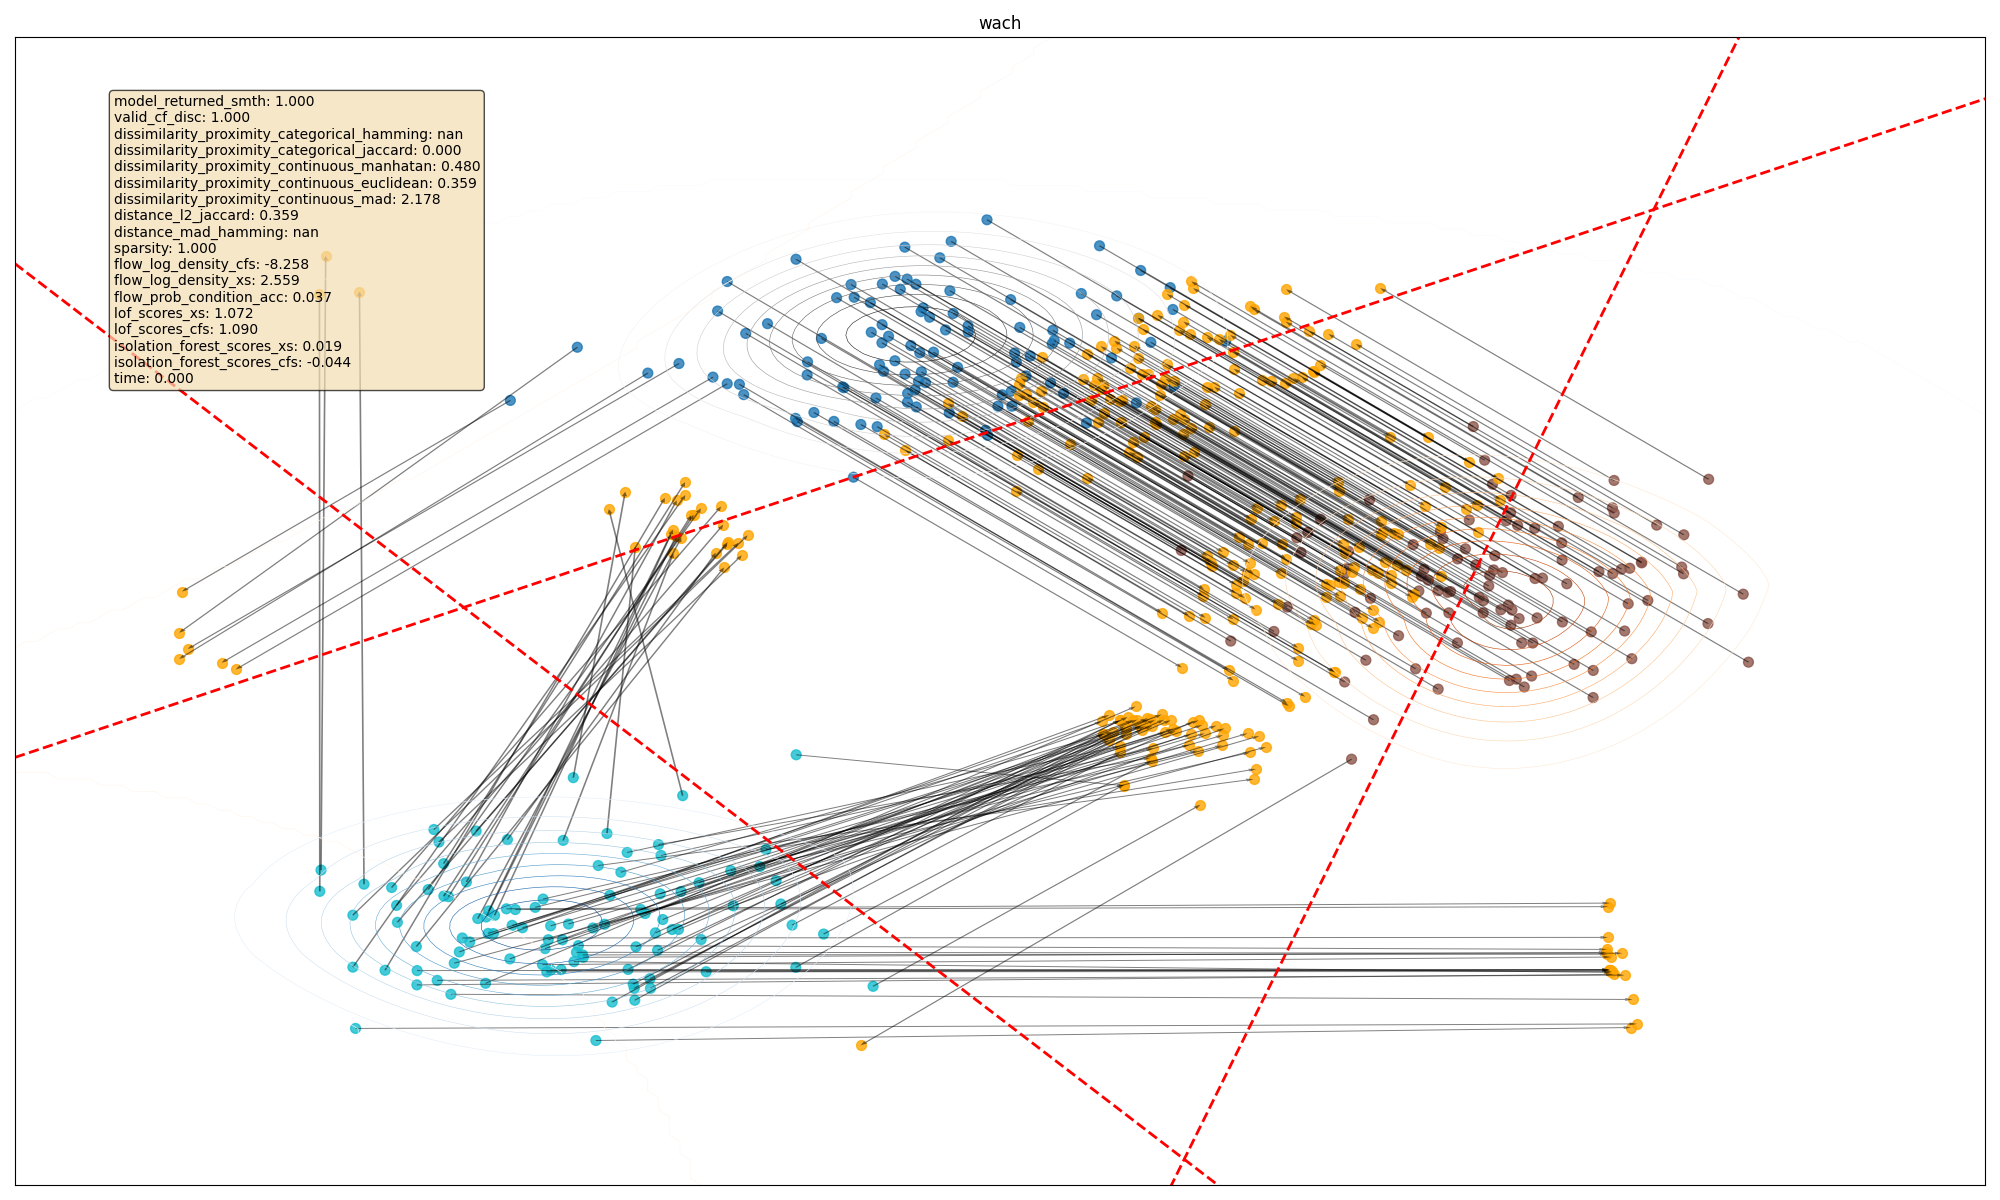 wach
model_returned_smth: 1.000
valid_cf_disc: 1.000
dissimilarity_proximity_categorical_hamming: nan
dissimilarity_proximity_categorical_jaccard: 0.000
dissimilarity_proximity_continuous_manhatan: 0.480
dissimilarity_proximity_continuous_euclidean: 0.359
dissimilarity_proximity_continuous_mad: 2.178
distance_l2_jaccard: 0.359
distance_mad_hamming: nan
sparsity: 1.000
flow_log_density_cfs: -8.258
flow_log_density_xs: 2.559
flow_prob_condition_acc: 0.037
lof_scores_xs: 1.072
lof_scores_cfs: 1.090
isolation_forest_scores_xs: 0.019
isolation_forest_scores_cfs: -0.044
time: 0.000